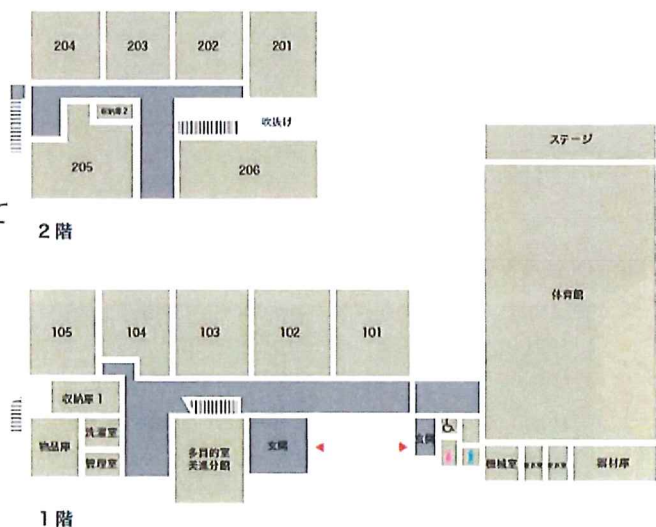 204
203
202
201
収納庫2
吹抜け
205
206
2階
ステージ
体育館
105
104
103
102
101
収納庫1
物品庫
洗濯室
管理室
多目的室
美進分館
玄関
玄関
機械室
器材庫
1階